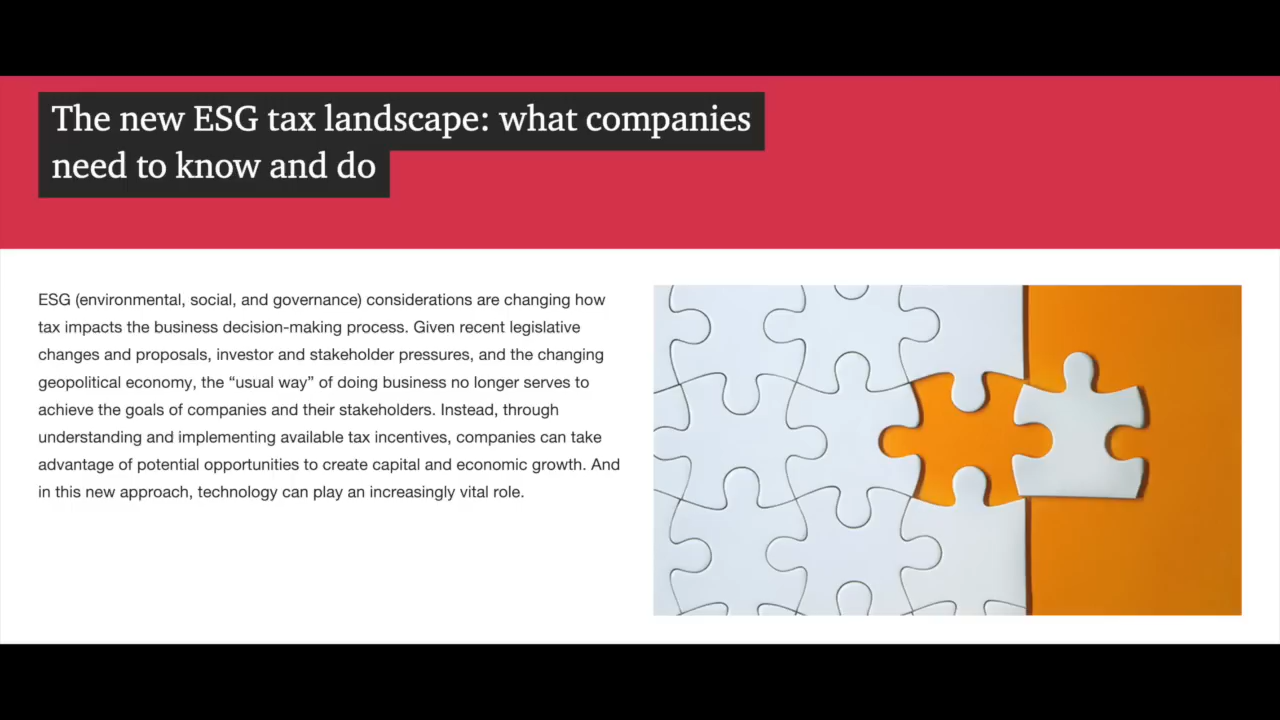 The new ESG tax landscape: what companies
need to know and do
ESG (environmental, social, and governance) considerations are changing how
tax impacts the business decision-making process. Given recent legislative
changes and proposals, investor and stakeholder pressures, and the changing
geopolitical economy, the “usual way” of doing business no longer serves to
achieve the goals of companies and their stakeholders. Instead, through
understanding and implementing available tax incentives, companies can take
advantage of potential opportunities to create capital and economic growth. And
in this new approach, technology can play an increasingly vital role.